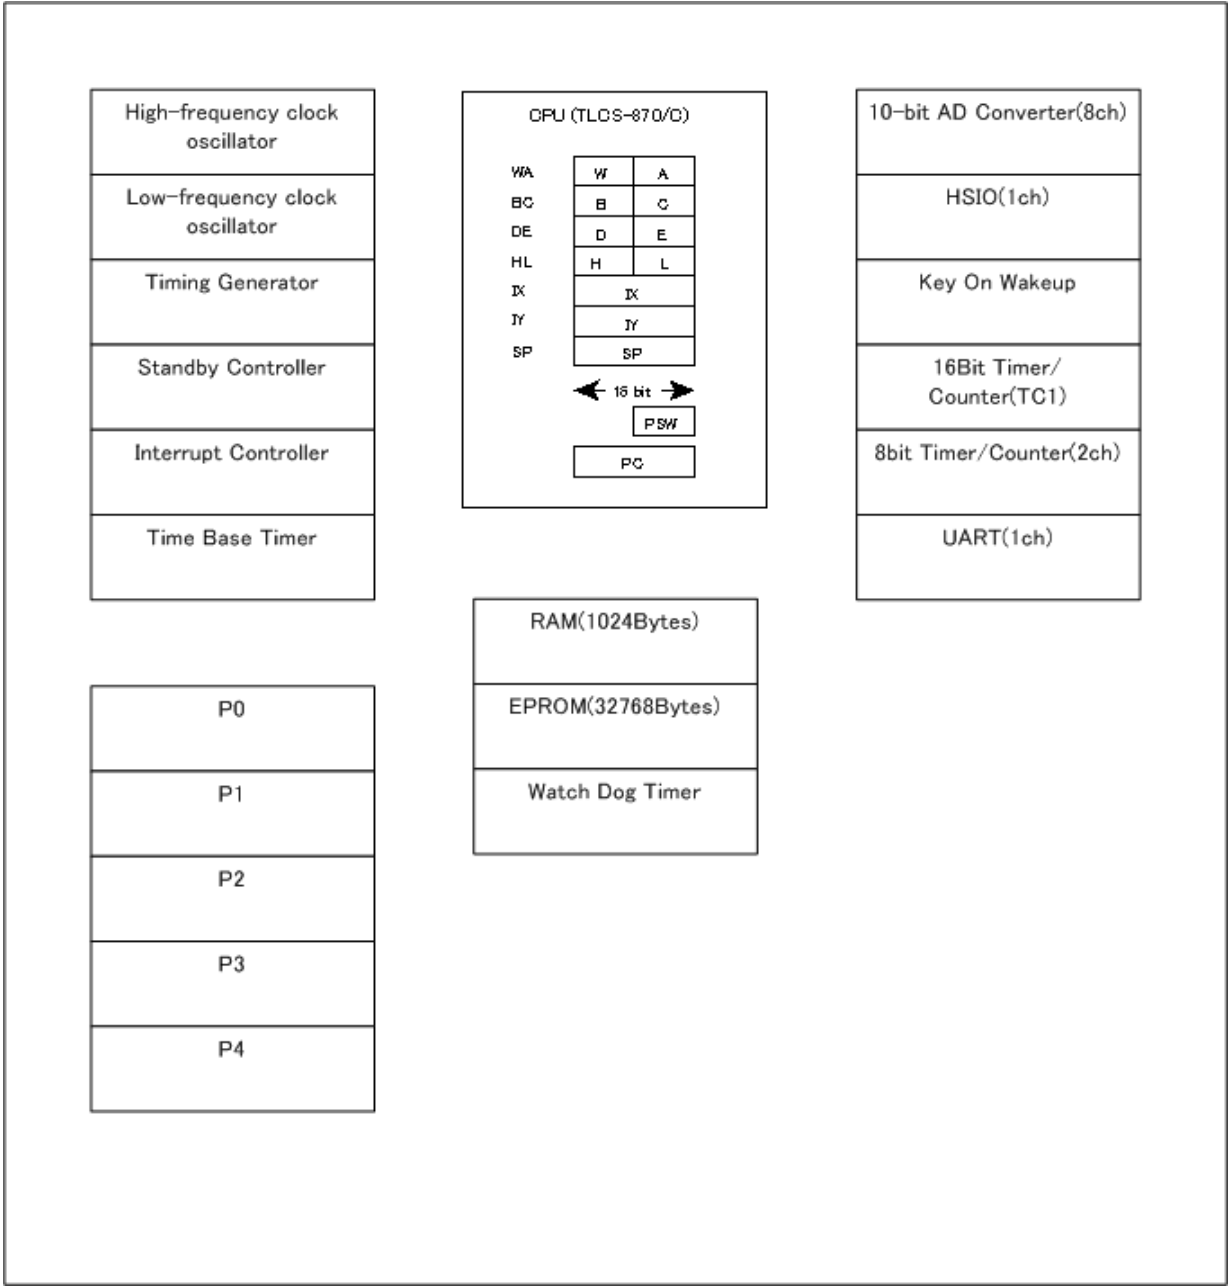 High-frequency clock
oscillator
Low-frequency clock
oscillator
Timing Generator
Standby Controller
Interrupt Controller
Time Base Timer
CPU (TLCS-870/C)
WA W A
BC B C
DE D E
HL H L
IX IX
IY IY
SP SP
16 bit
PSW
PC
10-bit AD Converter(8ch)
HSIO(1ch)
Key On Wakeup
16Bit Timer/
Counter(TC1)
8bit Timer/Counter(2ch)
UART(1ch)
RAM(1024Bytes)
EPROM(32768Bytes)
Watch Dog Timer
P0
P1
P2
P3
P4